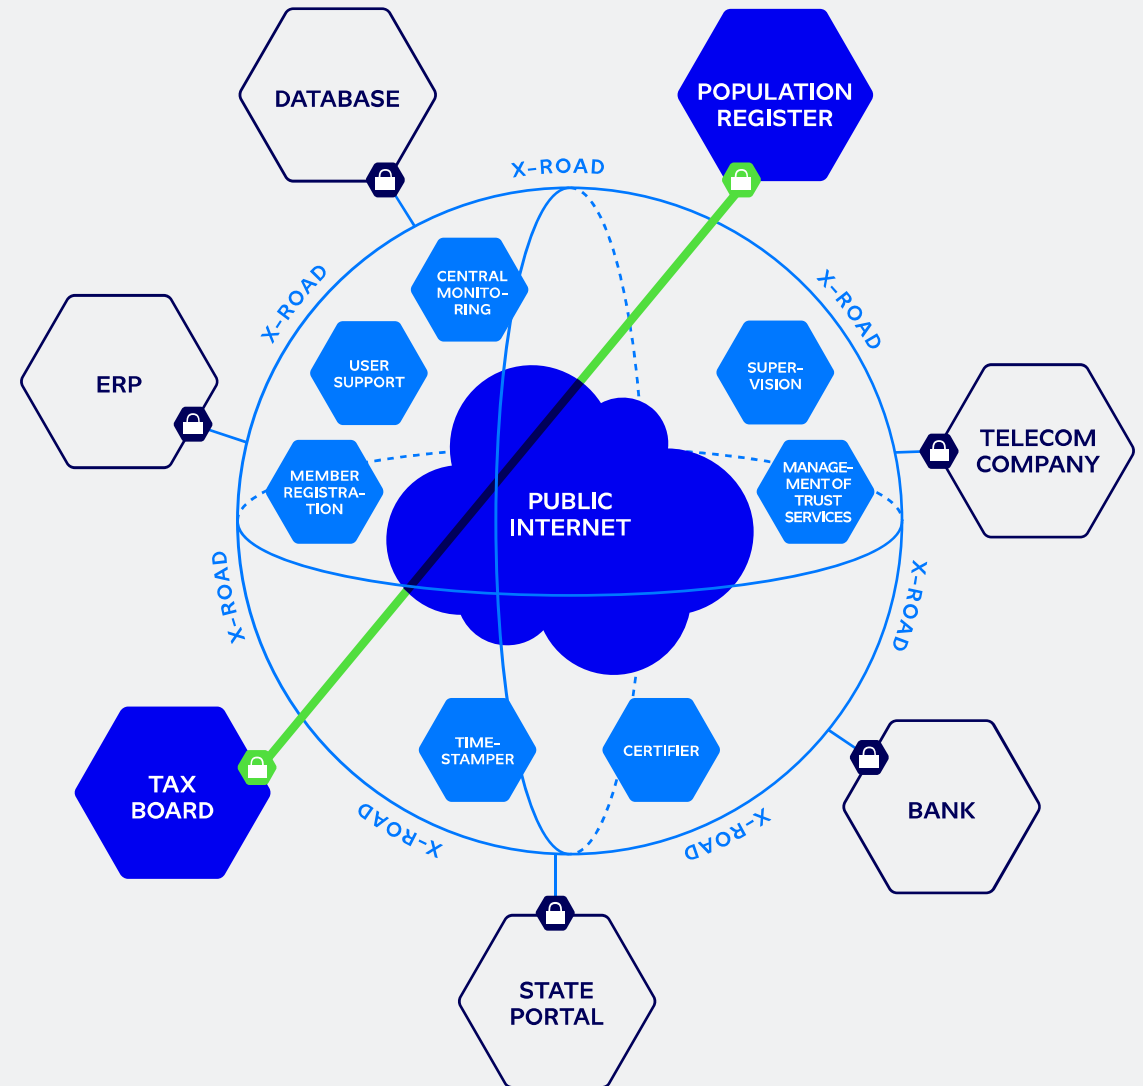 DATABASE
POPULATION
REGISTER
X-ROAD
X-ROAD
X-ROAD
CENTRAL
MONITO-
RING
USER
SUPPORT
SUPER-
VISION
ERP
TELECOM
COMPANY
MEMBER
REGISTRA-
TION
PUBLIC
INTERNET
MANAGE-
MENT OF
TRUST
SERVICES
X-ROAD
X-ROAD
TIME-
STAMPER
CERTIFIER
TAX
BOARD
X-ROAD
X-ROAD
BANK
STATE
PORTAL